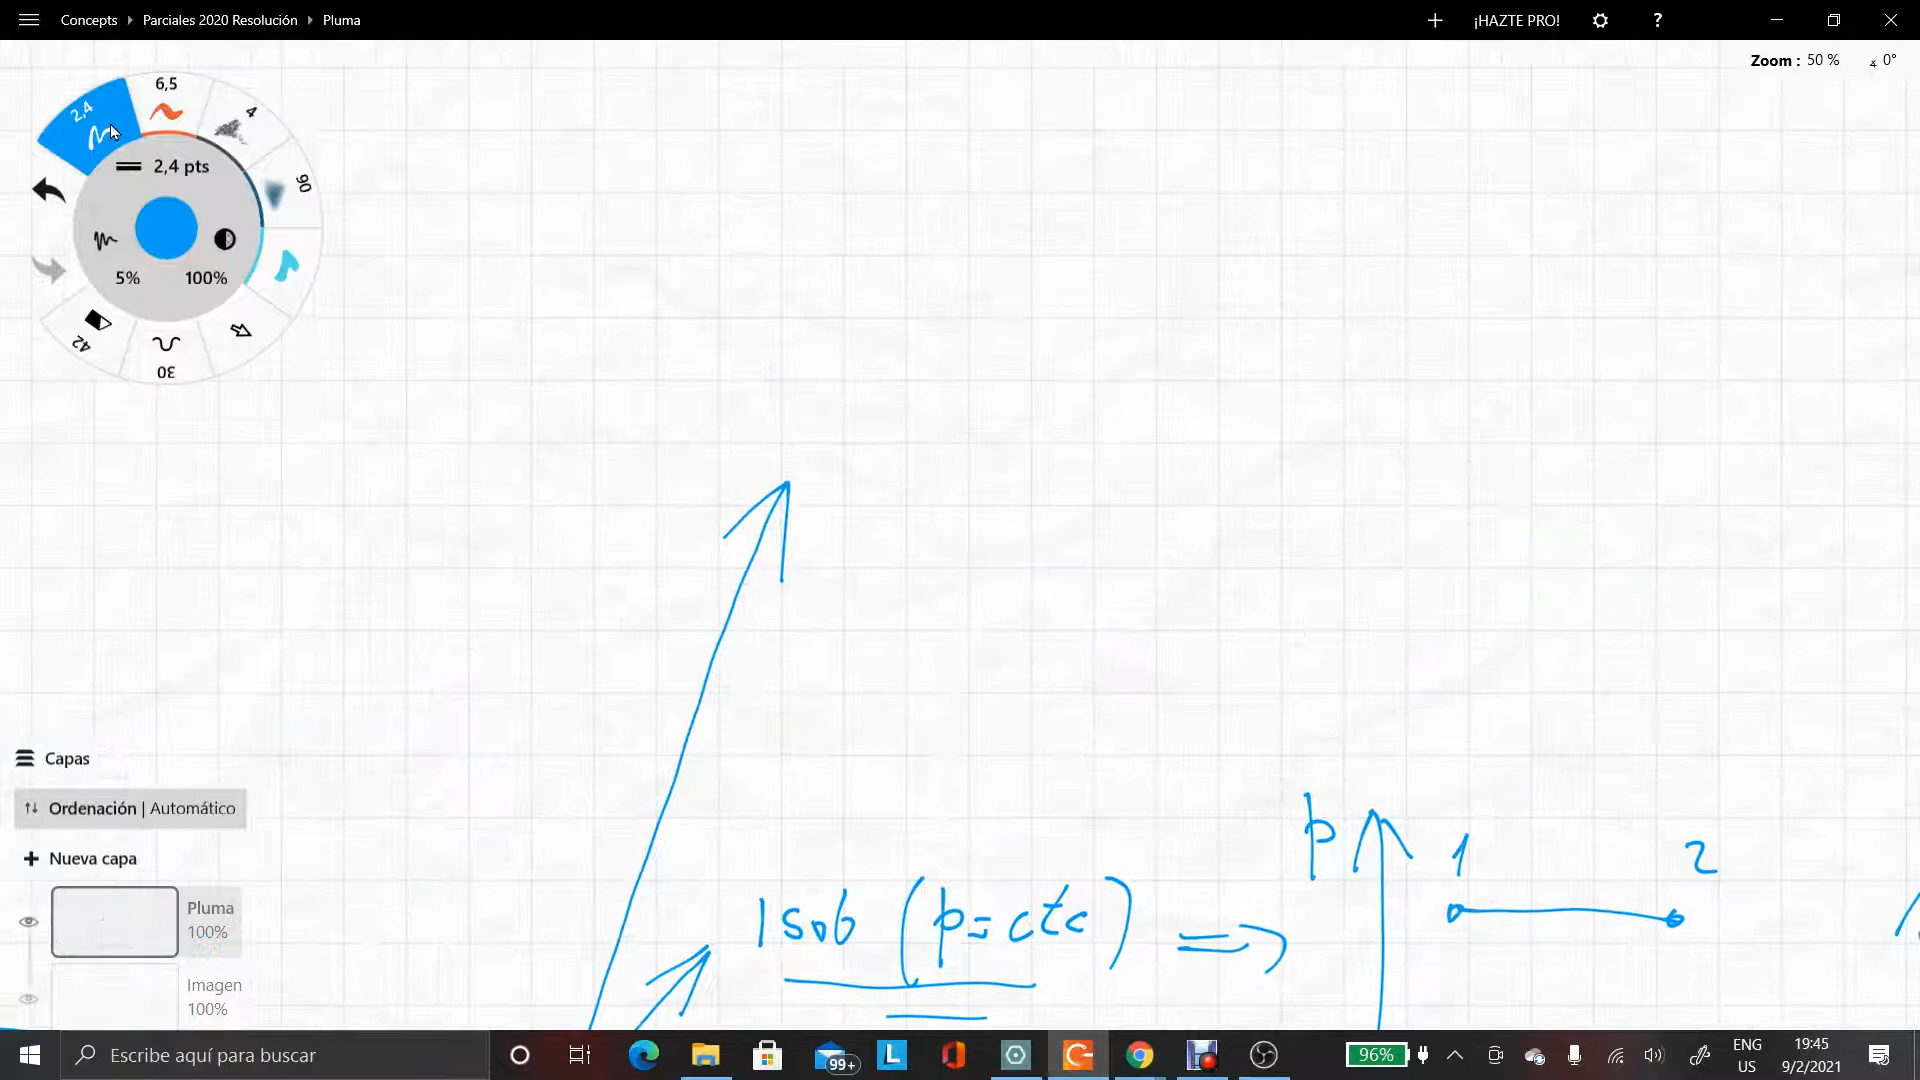 Concepts Parciales 2020 Resolución Pluma
¡HAZTE PRO! ?
Zoom : 50 % 0°
2,4
6,5
4
90
2,4 pts
5% 100%
42
30
Capas
Ordenación | Automático
Nueva capa
Pluma
100%
Imagen
100%
p
1 2
Isob (p = cte) =>
Escribe aquí para buscar
99+
L
96%
ENG
US
19:45
9/2/2021